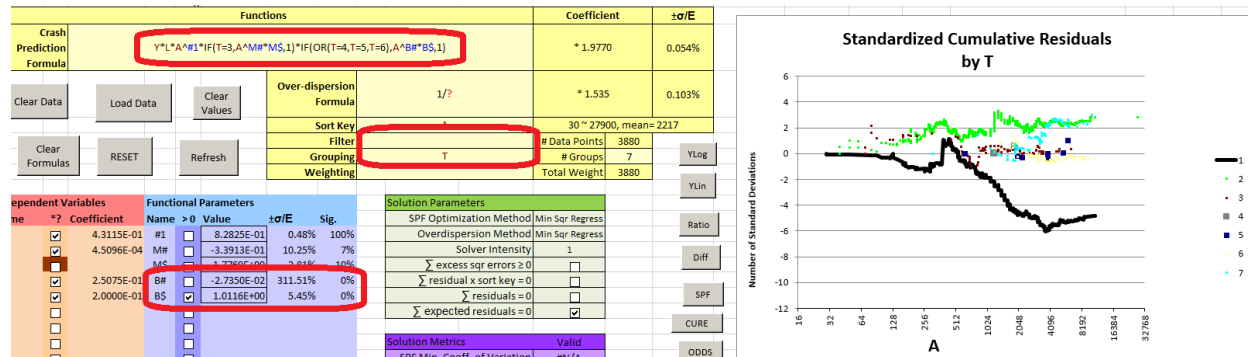 Functions Coefficient ±σ/E
Crash Prediction Formula Y*L*A^#1*IF(T=3,A^M#*M$,1)*IF(OR(T=4,T=5,T=6),A^B#*B$,1) * 1.9770 0.054%
Clear Data Load Data Clear Values
Over-dispersion Formula 1/? * 1.535 0.103%
Sort Key A 30 ~ 27900, mean= 2217
Filter # Data Points 3880
Grouping T # Groups 7
Weighting Total Weight 3880
Clear Formulas RESET Refresh
YLog
YLin
Ratio
Diff
SPF
CURE
ODDS
ependent Variables
me *? Coefficient
4.3115E-01
4.5096E-04
2.5075E-01
2.0000E-01
Functional Parameters
Name > 0 Value ±σ/E Sig.
#1 8.2825E-01 0.48% 100%
M# -3.3913E-01 10.25% 7%
M$ 10%
B# -2.7350E-02 311.51% 0%
B$ 1.0116E+00 5.45% 0%
Solution Parameters
SPF Optimization Method Min Sqr Regress
Overdispersion Method Min Sqr Regress
Solver Intensity 1
∑ excess sqr errors ≥ 0
∑ residual x sort key = 0
∑ residuals = 0
∑ expected residuals = 0
Solution Metrics Valid
SPF Min. Coeff. of Variation #N/A
Standardized Cumulative Residuals
by T
Number of Standard Deviations
6
4
2
0
-2
-4
-6
-8
-10
-12
16 32 64 128 256 512 1024 2048 4096 8192 16384 32768
A
1
2
3
4
5
6
7